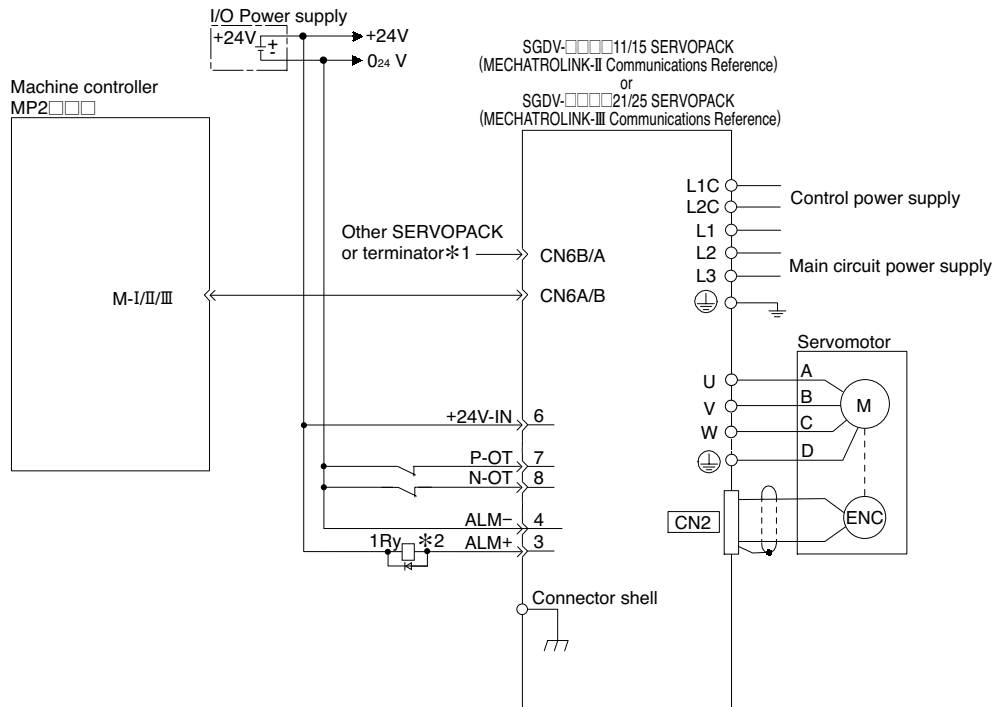 I/O Power supply
+24V
+
-
+24V
024 V
SGDV-□□□□11/15 SERVOPACK
(MECHATROLINK-Ⅱ Communications Reference)
or
SGDV-□□□□21/25 SERVOPACK
(MECHATROLINK-Ⅲ Communications Reference)
Machine controller
MP2□□□
L1C
L2C
Control power supply
L1
L2
L3
Main circuit power supply
Other SERVOPACK
or terminator*1
CN6B/A
M-Ⅰ/Ⅱ/Ⅲ
CN6A/B
Servomotor
U
A
V
B
W
C
D
M
+24V-IN
6
P-OT
7
N-OT
8
ALM−
4
1Ry
*2
ALM+
3
CN2
ENC
Connector shell